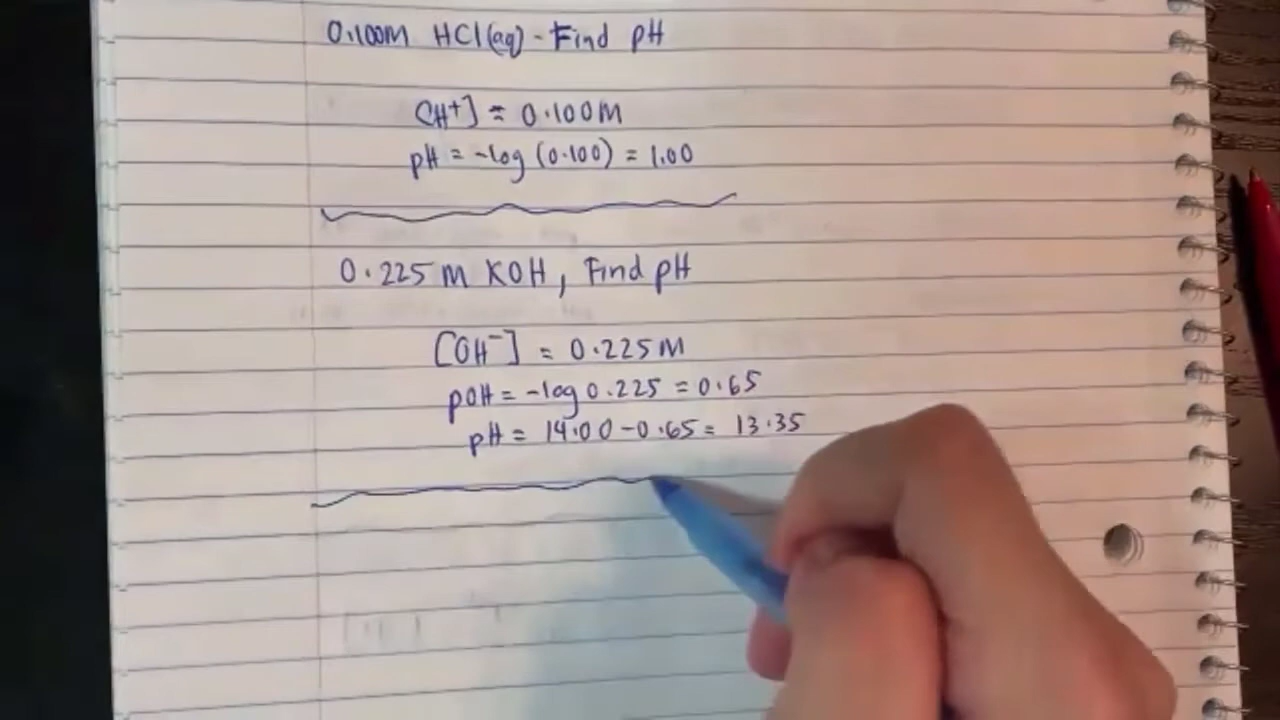 0.100M HCl(aq) - Find pH
[H+] = 0.100M
pH = -log (0.100) = 1.00
0.225 M KOH, Find pH
[OH⁻] = 0.225M
pOH = -log 0.225 = 0.65
pH = 14.00 - 0.65 = 13.35